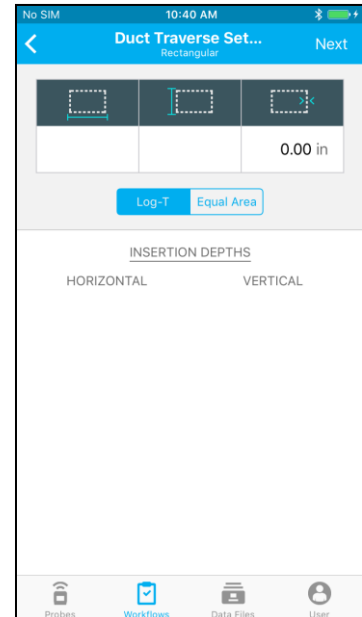 No SIM 10:40 AM
Duct Traverse Set... Next
Rectangular
0.00 in
Log-T Equal Area
INSERTION DEPTHS
HORIZONTAL VERTICAL
Probes Workflows Data Files User